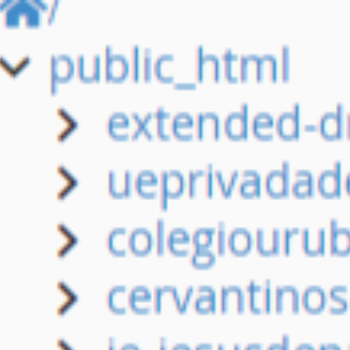 /
public_html
extended-d
ueprivadad
colegiourub
cervantinos